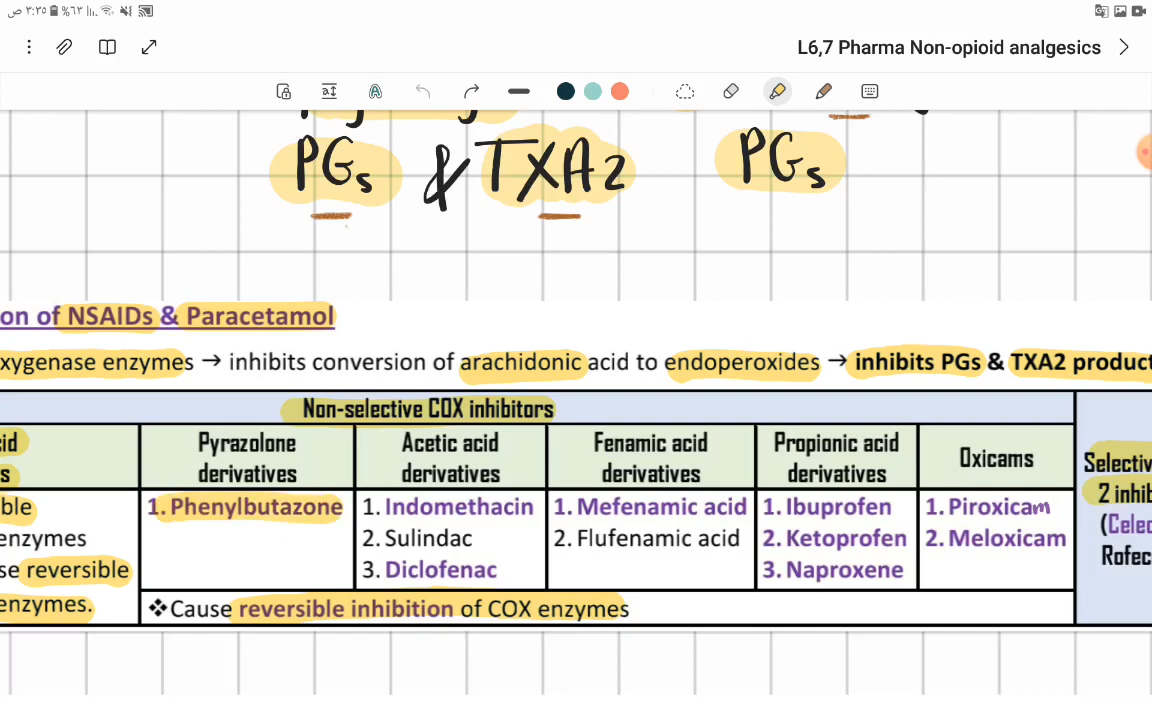 ص ٣:٣٥ %٦٣
L6,7 Pharma Non-opioid analgesics
PGs & TXA2 PGs
on of NSAIDs & Paracetamol
xygenase enzymes → inhibits conversion of arachidonic acid to endoperoxides → inhibits PGs & TXA2 product
Non-selective COX inhibitors
id
s
Pyrazolone
derivatives
Acetic acid
derivatives
Fenamic acid
derivatives
Propionic acid
derivatives
Oxicams
Selectiv
2 inhib
(Celec
Rofec
ble
enzymes
se reversible
enzymes.
1. Phenylbutazone
1. Indomethacin
2. Sulindac
3. Diclofenac
1. Mefenamic acid
2. Flufenamic acid
1. Ibuprofen
2. Ketoprofen
3. Naproxene
1. Piroxicam
2. Meloxicam
❖Cause reversible inhibition of COX enzymes